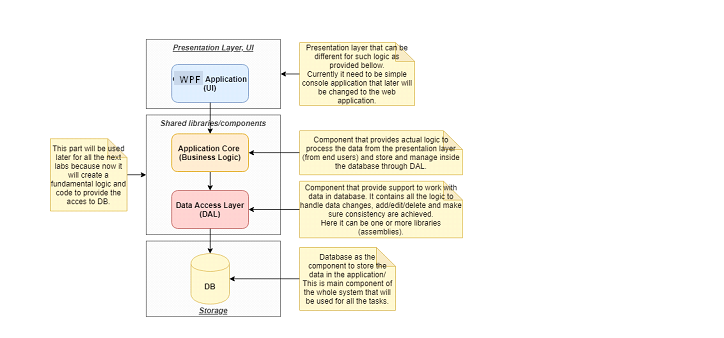 Presentation Layer, UI
WPF Application
(UI)
Presentation layer that can be
different for such logic as
provided bellow.
Currently it need to be simple
console application that later will
be changed to the web
application.
Shared libraries/components
Application Core
(Business Logic)
Component that provides actual logic to
process the data from the presentation layer
(from end users) and store and manage inside
the database through DAL.
This part will be used
later for all the next
labs because now it
will create a
fundamental logic and
code to provide the
acces to DB.
Data Access Layer
(DAL)
Component that provide support to work with
data in database. It contains all the logic to
handle data changes, add/edit/delete and make
sure consistency are achieved.
Here it can be one or more libraries
(assemblies).
DB
Storage
Database as the
component to store the
data in the application/
This is main component of
the whole system that will
be used for all the tasks.